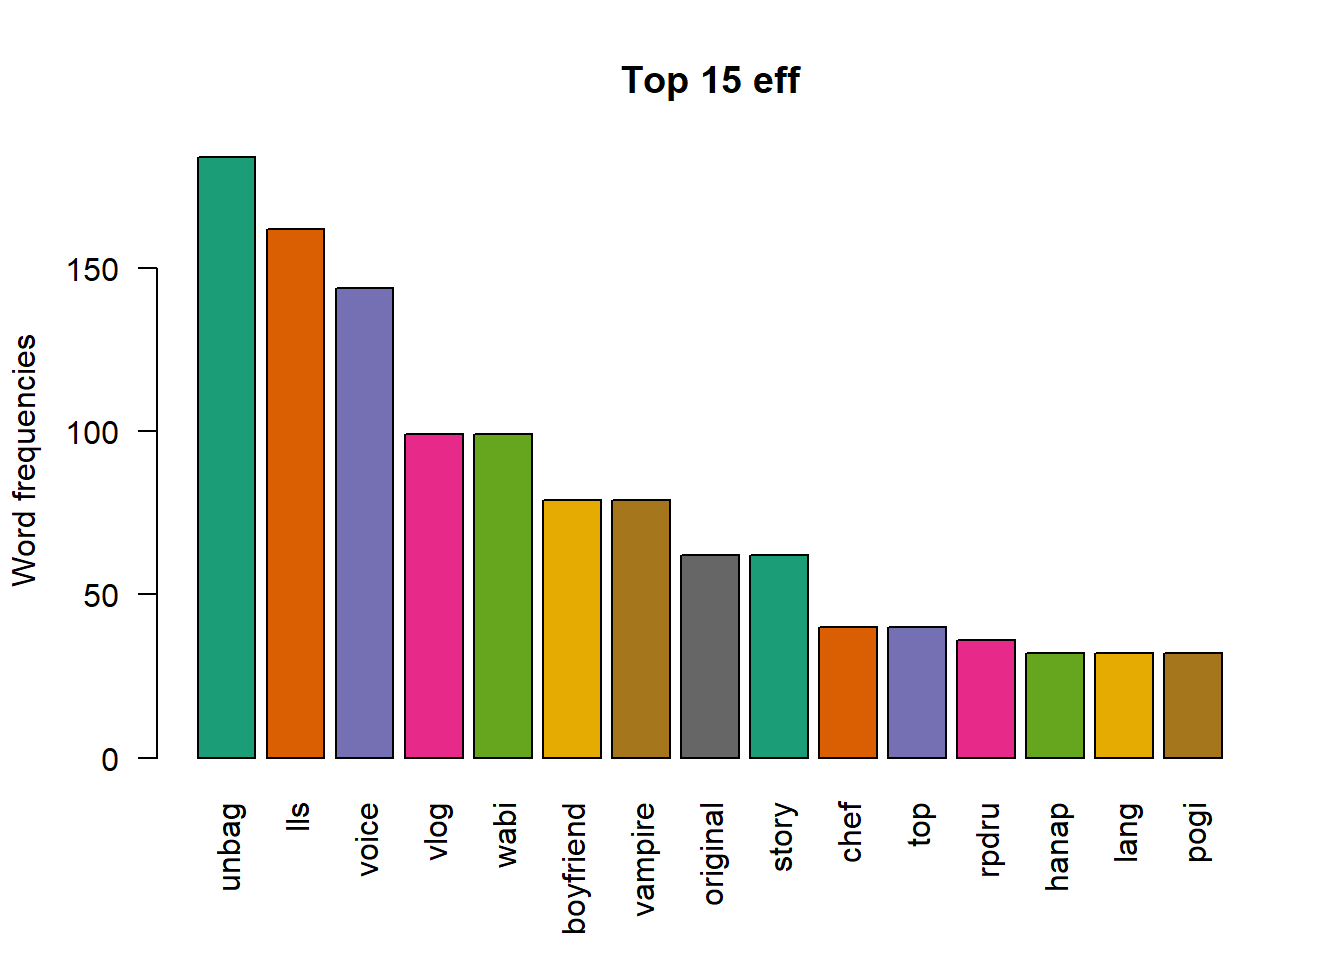 Top 15 eff
Word frequencies
150
100
50
0
unbag
lls
voice
vlog
wabi
boyfriend
vampire
original
story
chef
top
rpdru
hanap
lang
pogi